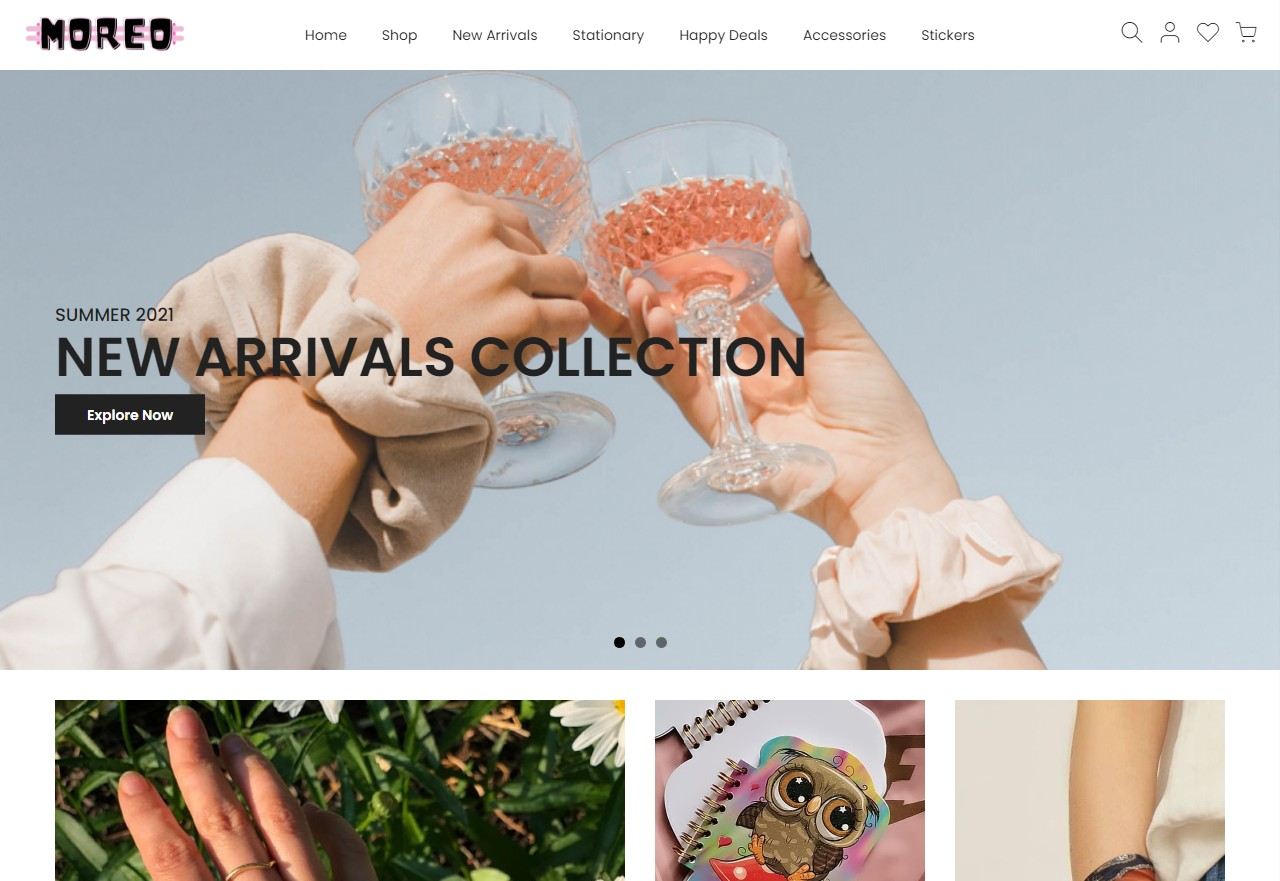 MOREO
Home
Shop
New Arrivals
Stationary
Happy Deals
Accessories
Stickers
SUMMER 2021
NEW ARRIVALS COLLECTION
Explore Now